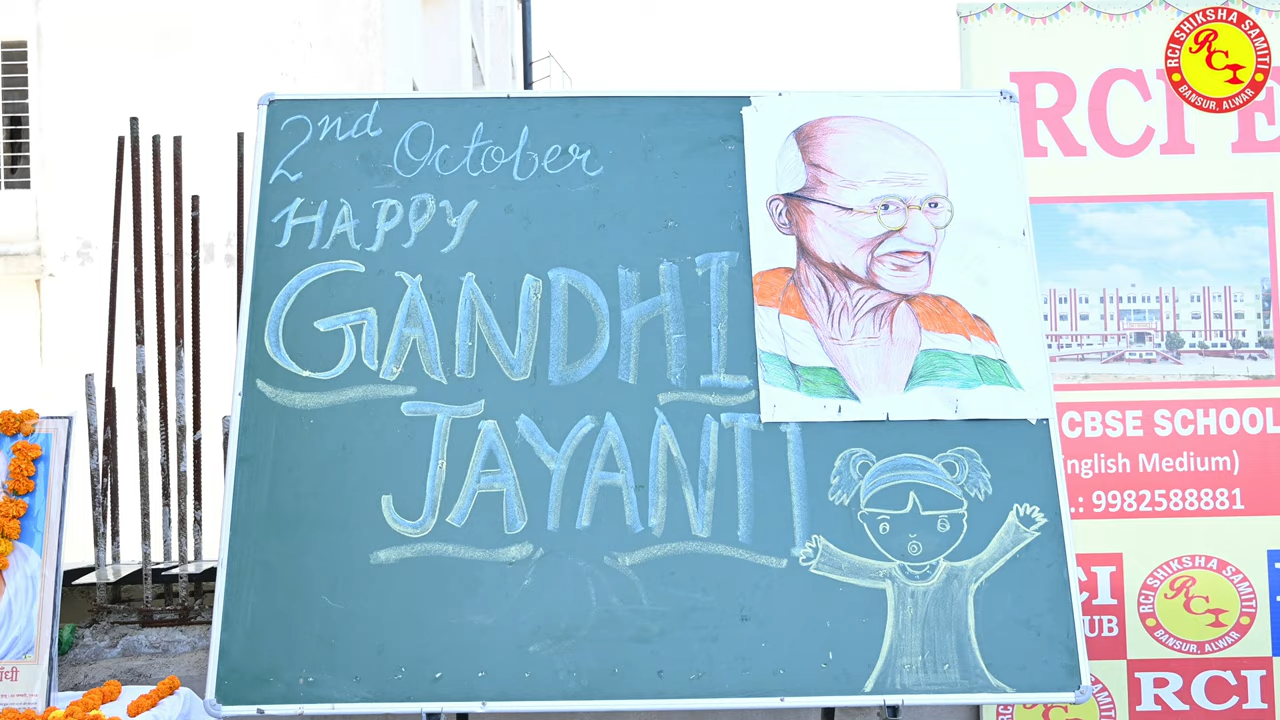 2nd October
HAPPY
GANDHI
JAYANTI
RCI SHIKSHA SAMITI
RCI
BANSUR, ALWAR
RCI E
CBSE SCHOOL
nglish Medium)
.: 9982588881
CI
UB
RCI SHIKSHA SAMITI
RCI
BANSUR, ALWAR
RCI